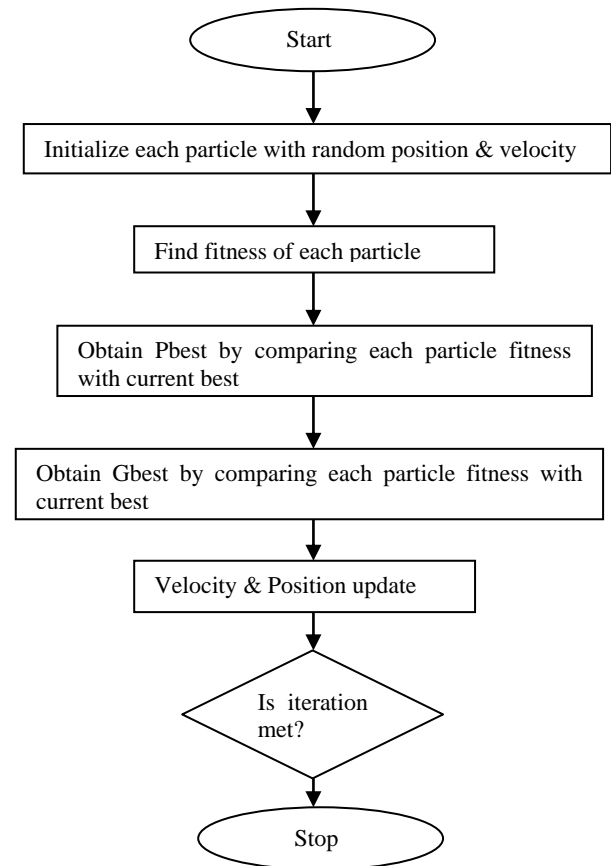 Start
Initialize each particle with random position & velocity
Find fitness of each particle
Obtain Pbest by comparing each particle fitness
with current best
Obtain Gbest by comparing each particle fitness with
current best
Velocity & Position update
Is iteration
met?
Stop